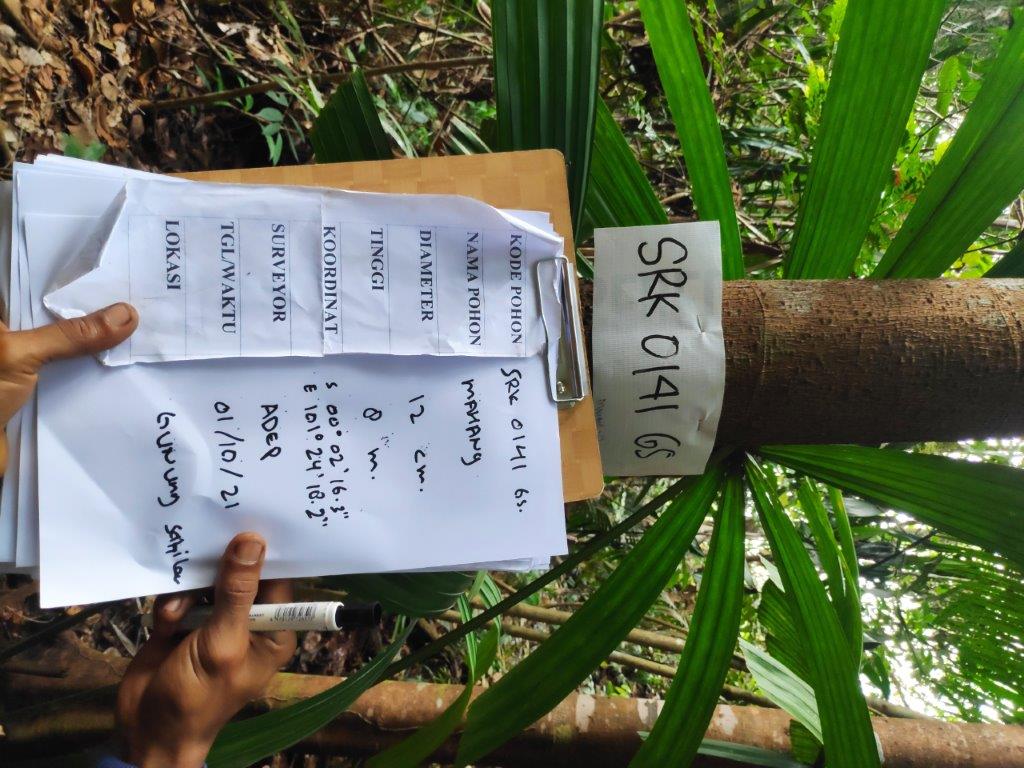 SRK 0141 GS
KODE POHON SRK 0141 GS.
NAMA POHON MAHANG
DIAMETER 12 cm.
TINGGI 8 m.
KOORDINAT S 00° 02' 16.3"
E 101° 24' 18.2"
SURVEYOR ADEP
TGL/WAKTU 01/10/21
LOKASI GUNUNG Sahilan